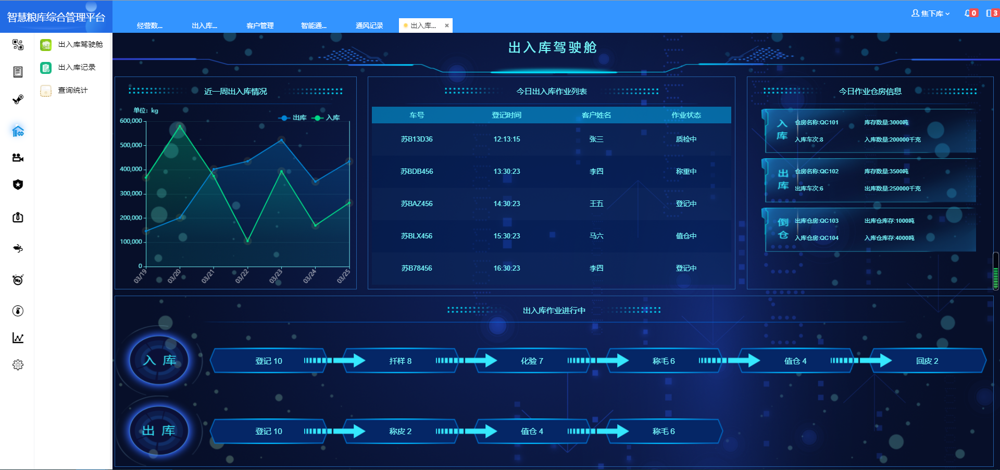 智慧粮库综合管理平台
经营数... 出入库... 客户管理 智能通... 通风记录 出入库... ×
焦下库 0 3
出入库驾驶舱
出入库记录
查询统计
出入库驾驶舱
近一周出入库情况
单位：kg
出库 入库
600,000
500,000
400,000
300,000
200,000
100,000
0
03/19 03/20 03/21 03/22 03/23 03/24 03/25
今日出入库作业列表
车号 登记时间 客户姓名 作业状态
苏B13D36 12:13:15 张三 质检中
苏BDB456 13:30:23 李四 称重中
苏BAZ456 14:30:23 王五 登记中
苏BLX456 15:30:23 马六 值仓中
苏B78456 16:30:23 李四 登记中
今日作业仓房信息
入库
仓房名称:QC101 库存数量:3000吨
入库车次:8 入库数量:200000千克
出库
仓房名称:QC102 库存数量:3500吨
出库车次:6 出库数量:250000千克
倒仓
出库仓房:QC103 出库仓库存:1000吨
入库仓房:QC104 入库仓库存:4000吨
出入库作业进行中
入库
登记 10 扦样 8 化验 7 称毛 6 值仓 4 回皮 2
出库
登记 10 称皮 2 值仓 4 称毛 6